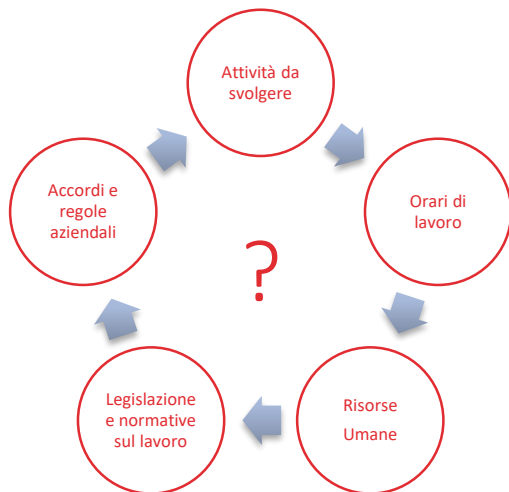 Attività da
svolgere
Orari di
lavoro
Risorse
Umane
Legislazione
e normative
sul lavoro
Accordi e
regole
aziendali
?